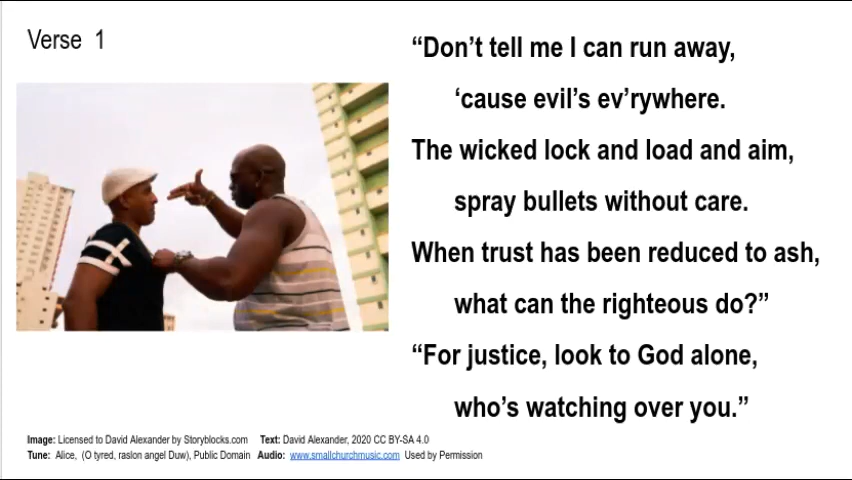 Verse 1
“Don’t tell me I can run away,
‘cause evil’s ev’rywhere.
The wicked lock and load and aim,
spray bullets without care.
When trust has been reduced to ash,
what can the righteous do?”
“For justice, look to God alone,
who’s watching over you.”
Image: Licensed to David Alexander by Storyblocks.com Text: David Alexander, 2020 CC BY-SA 4.0
Tune: Alice, (O tyred, raslon angel Duw), Public Domain Audio: www.smallchurchmusic.com Used by Permission